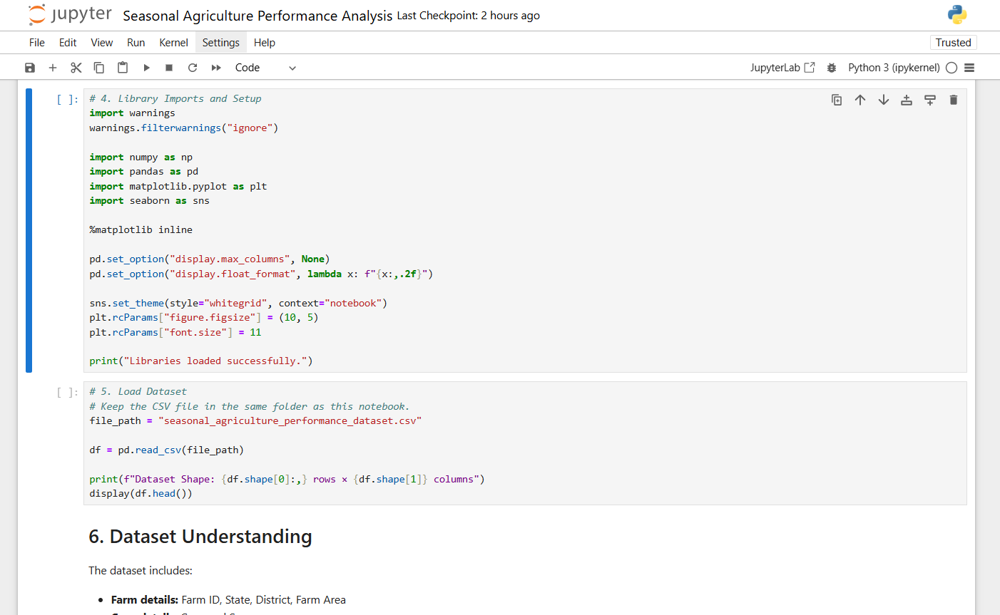 jupyter Seasonal Agriculture Performance Analysis Last Checkpoint: 2 hours ago
File Edit View Run Kernel Settings Help Trusted
Code JupyterLab Python 3 (ipykernel)
[ ]: # 4. Library Imports and Setup
import warnings
warnings.filterwarnings("ignore")
import numpy as np
import pandas as pd
import matplotlib.pyplot as plt
import seaborn as sns
%matplotlib inline
pd.set_option("display.max_columns", None)
pd.set_option("display.float_format", lambda x: f"{x:,.2f}")
sns.set_theme(style="whitegrid", context="notebook")
plt.rcParams["figure.figsize"] = (10, 5)
plt.rcParams["font.size"] = 11
print("Libraries loaded successfully.")
[ ]: # 5. Load Dataset
# Keep the CSV file in the same folder as this notebook.
file_path = "seasonal_agriculture_performance_dataset.csv"
df = pd.read_csv(file_path)
print(f"Dataset Shape: {df.shape[0]:,} rows × {df.shape[1]} columns")
display(df.head())
6. Dataset Understanding
The dataset includes:
• Farm details: Farm ID, State, District, Farm Area